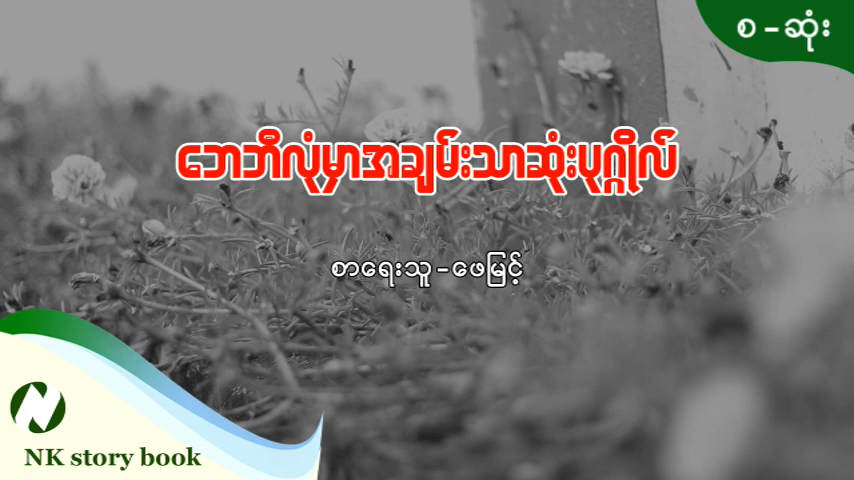 စ - ဆုံး
ဘေဘီလုံမှာအချမ်းသာဆုံးပုဂ္ဂိုလ်
စာရေးသူ - ဖေမြင့်
NK story book